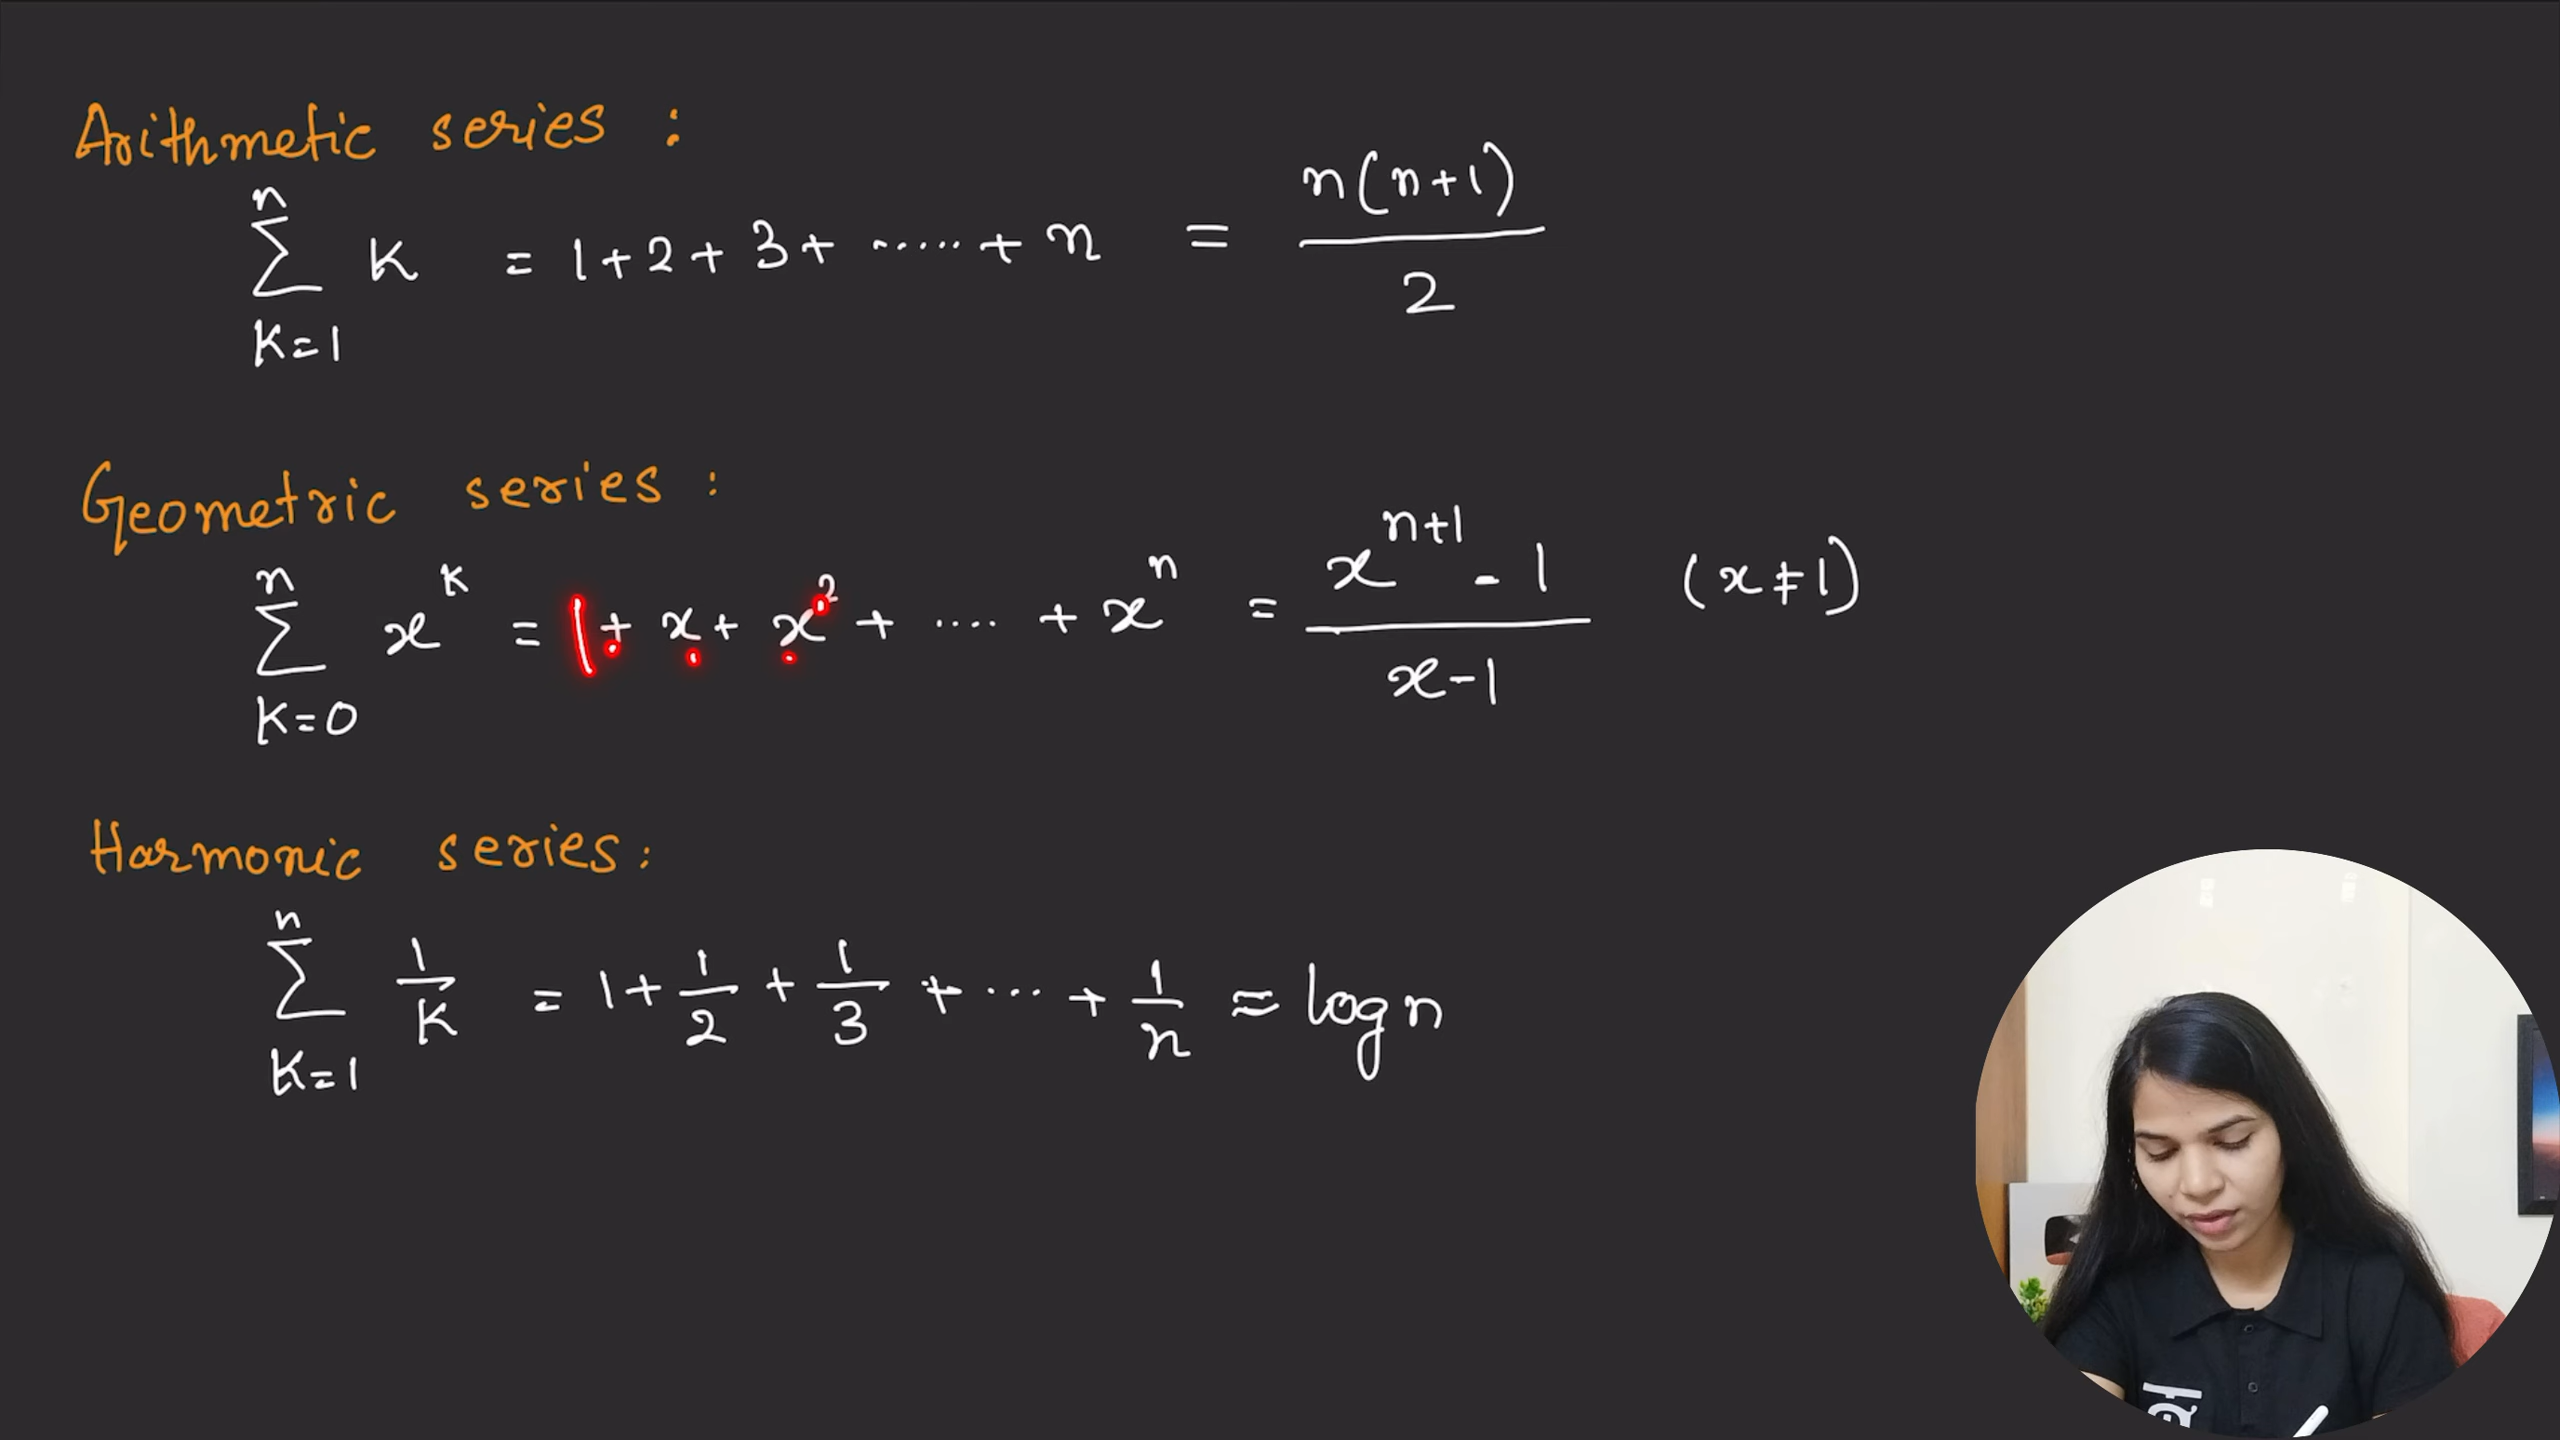 Arithmetic series :
n
∑ K = 1 + 2 + 3 + ..... + n = n(n+1) / 2
K=1
Geometric series :
n
∑ x^K = 1 + x + x^2 + .... + x^n = x^(n+1) - 1 / x-1 (x≠1)
K=0
Harmonic series:
n
∑ 1/K = 1 + 1/2 + 1/3 + ... + 1/n ≈ log n
K=1